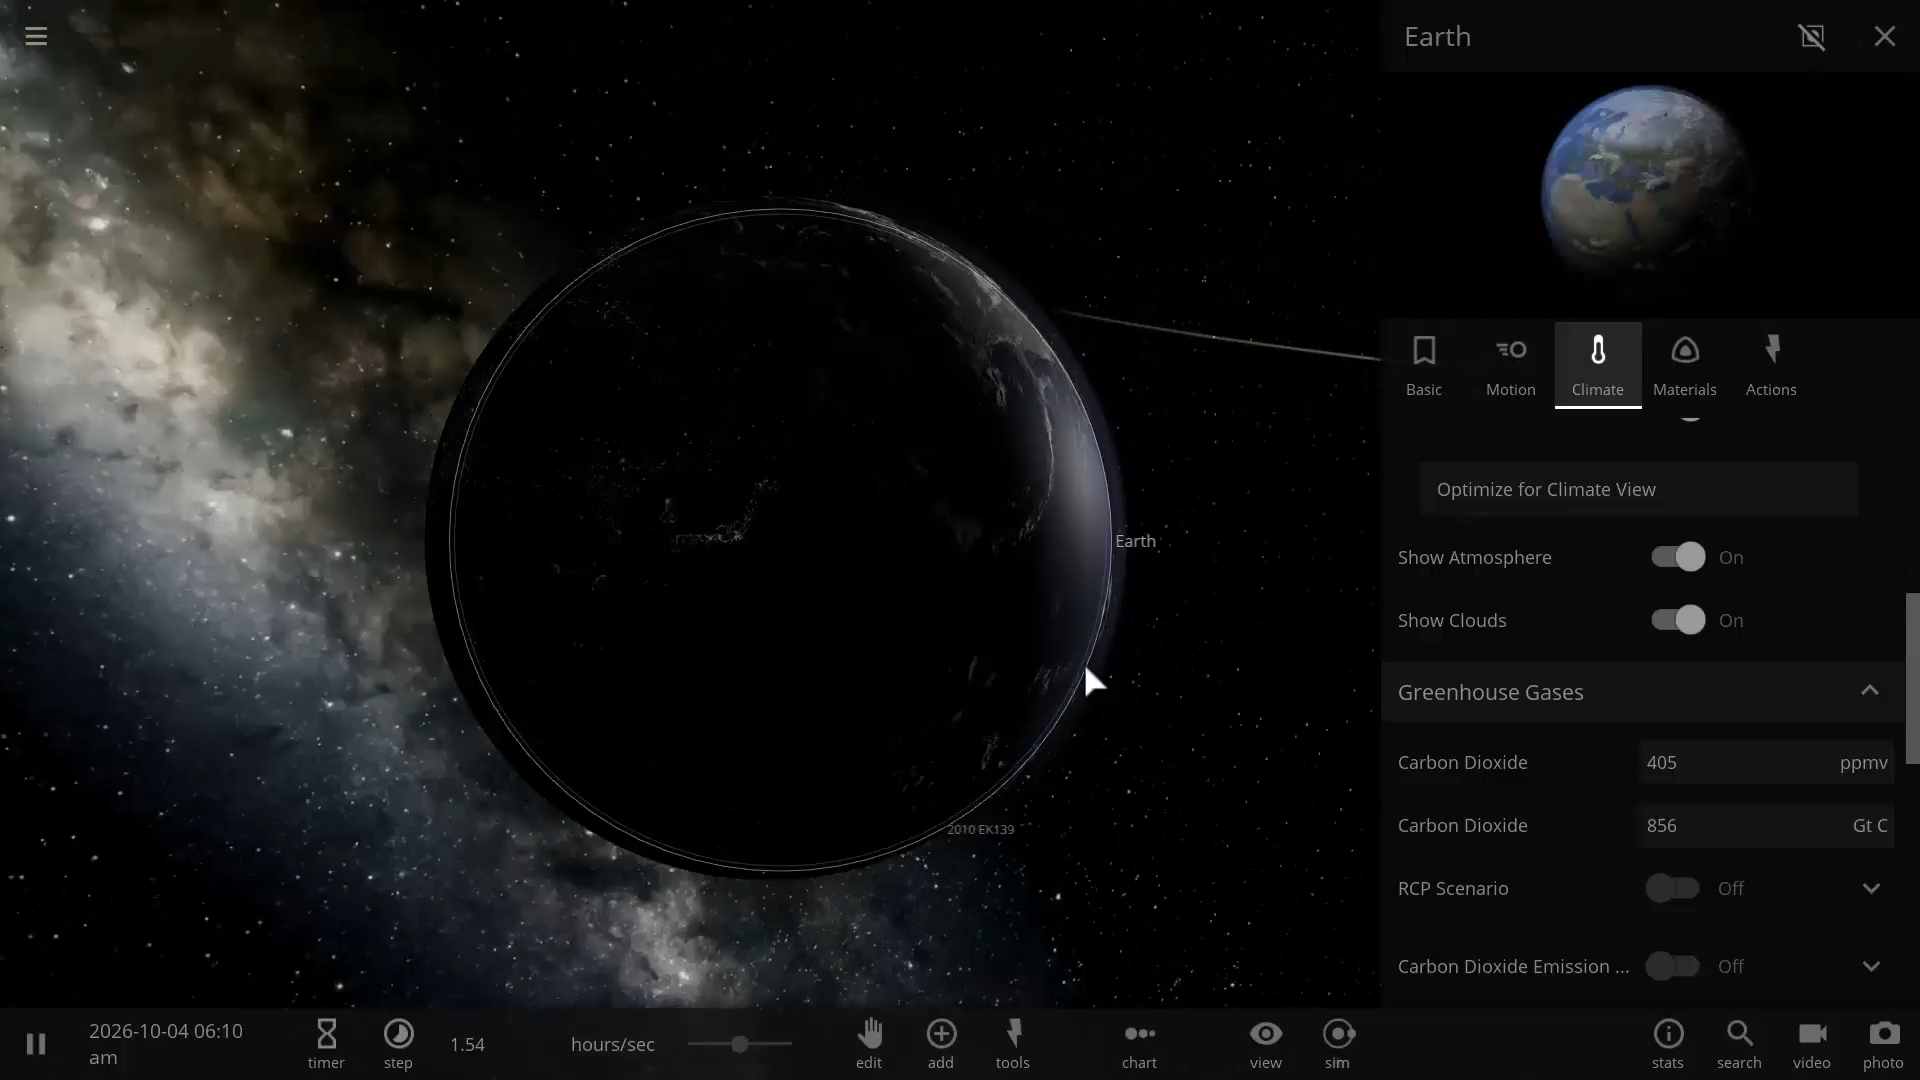 Earth
Basic
Motion
Climate
Materials
Actions
Optimize for Climate View
Show Atmosphere
On
Show Clouds
On
Greenhouse Gases
Carbon Dioxide
405
ppmv
Carbon Dioxide
856
Gt C
RCP Scenario
Off
Carbon Dioxide Emission ...
Off
Earth
2010 EK139
2026-10-04 06:10
am
timer
step
1.54
hours/sec
edit
add
tools
chart
view
sim
stats
search
video
photo